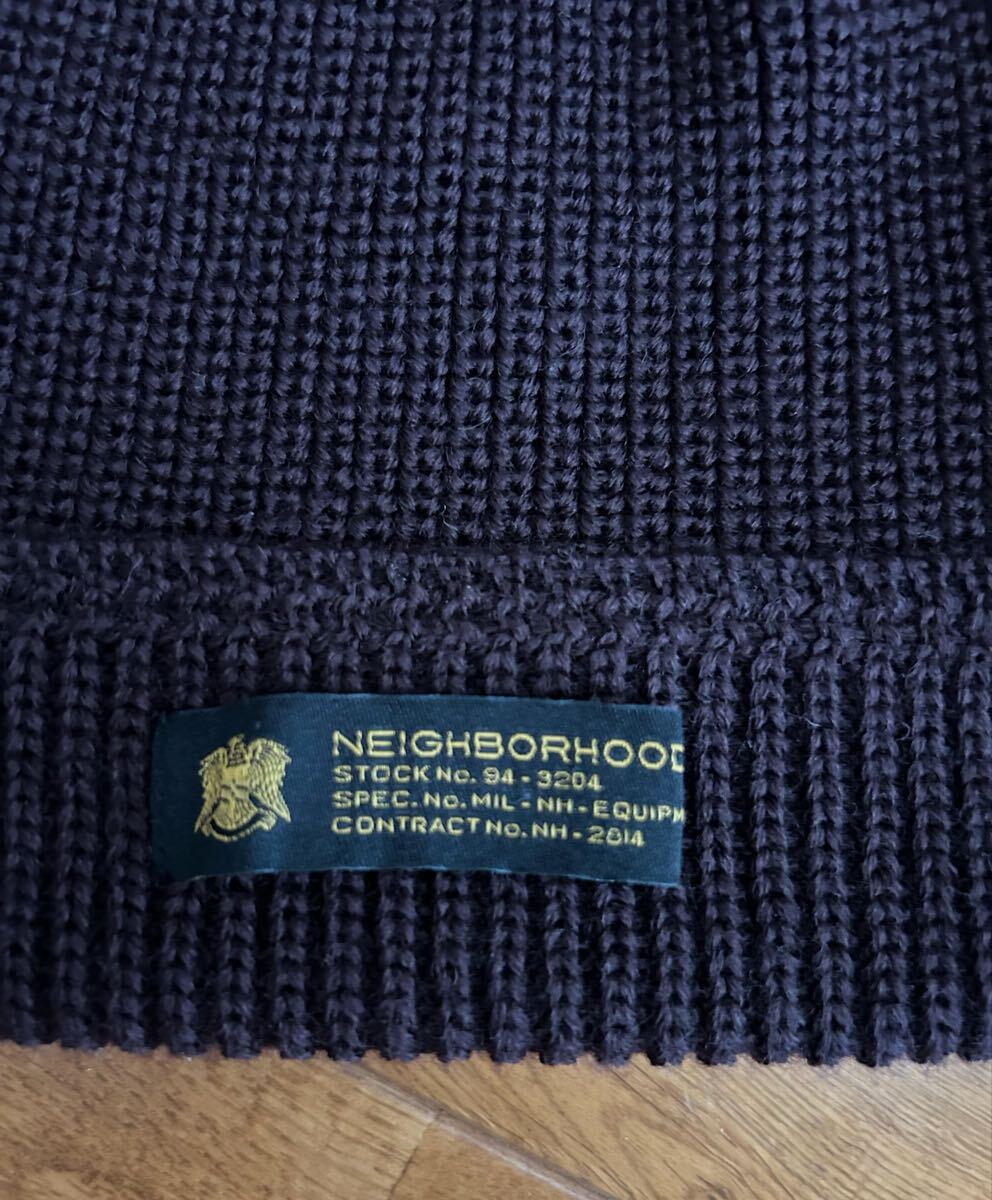 NEIGHBORHOOD
STOCK No. 94 - 3204
SPEC. No. MIL - NH - EQUIPM
CONTRACT No. NH - 2014